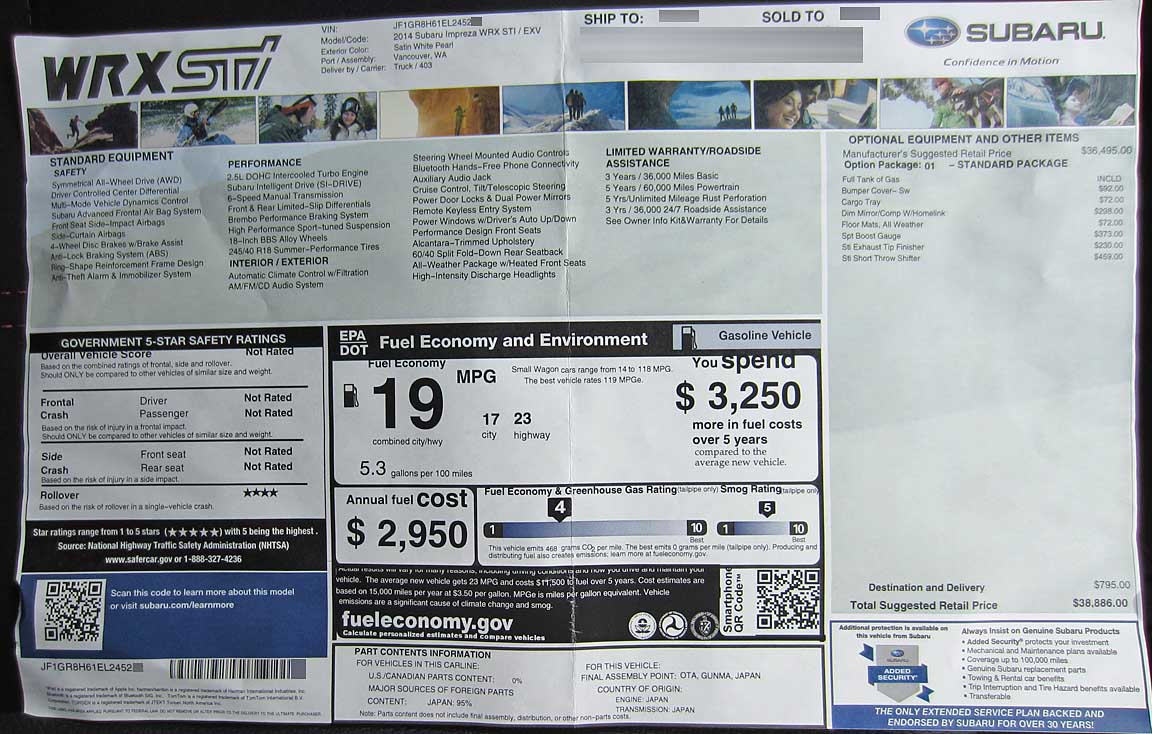 WRX STI
VIN: JF1GR8H61EL2452
Model/Code: 2014 Subaru Impreza WRX STI / EXV
Exterior Color: Satin White Pearl
Port / Assembly: Vancouver, WA
Deliver by / Carrier: Truck / 403
SHIP TO: SOLD TO
SUBARU.
Confidence in Motion
STANDARD EQUIPMENT
SAFETY
Symmetrical All-Wheel Drive (AWD)
Driver Controlled Center Differential
Multi-Mode Vehicle Dynamics Control
Subaru Advanced Frontal Air Bag System
Front Seat Side-Impact Airbags
Side-Curtain Airbags
4-Wheel Disc Brakes w/Brake Assist
Anti-Lock Braking System (ABS)
Ring-Shape Reinforcement Frame Design
Anti-Theft Alarm & Immobilizer System
PERFORMANCE
2.5L DOHC Intercooled Turbo Engine
Subaru Intelligent Drive (SI-DRIVE)
6-Speed Manual Transmission
Front & Rear Limited-Slip Differentials
Brembo Performance Braking System
High Performance Sport-tuned Suspension
18-Inch BBS Alloy Wheels
245/40 R18 Summer-Performance Tires
INTERIOR / EXTERIOR
Automatic Climate Control w/Filtration
AM/FM/CD Audio System
Steering Wheel Mounted Audio Controls
Bluetooth Hands-Free Phone Connectivity
Auxiliary Audio Jack
Cruise Control, Tilt/Telescopic Steering
Power Door Locks & Dual Power Mirrors
Remote Keyless Entry System
Power Windows w/Driver's Auto Up/Down
Performance Design Front Seats
Alcantara-Trimmed Upholstery
60/40 Split Fold-Down Rear Seatback
All-Weather Package w/Heated Front Seats
High-Intensity Discharge Headlights
LIMITED WARRANTY/ROADSIDE
ASSISTANCE
3 Years / 36,000 Miles Basic
5 Years / 60,000 Miles Powertrain
5 Yrs/Unlimited Mileage Rust Perforation
3 Yrs / 36,000 24/7 Roadside Assistance
See Owner Info Kit&Warranty For Details
OPTIONAL EQUIPMENT AND OTHER ITEMS
Manufacturer's Suggested Retail Price $36,495.00
Option Package: 01 - STANDARD PACKAGE
Full Tank of Gas INCLD
Bumper Cover- Sw $92.00
Cargo Tray $72.00
Dim Mirror/Comp W/Homelink $298.00
Floor Mats, All Weather $72.00
Spt Boost Gauge $373.00
Sti Exhaust Tip Finisher $230.00
Sti Short Throw Shifter $459.00
Destination and Delivery $795.00
Total Suggested Retail Price $38,886.00
GOVERNMENT 5-STAR SAFETY RATINGS
Overall Vehicle Score Not Rated
Based on the combined ratings of frontal, side and rollover.
Should ONLY be compared to other vehicles of similar size and weight.
Frontal Driver Not Rated
Crash Passenger Not Rated
Based on the risk of injury in a frontal impact.
Should ONLY be compared to other vehicles of similar size and weight.
Side Front seat Not Rated
Crash Rear seat Not Rated
Based on the risk of injury in a side impact.
Rollover ★★★★
Based on the risk of rollover in a single-vehicle crash.
Star ratings range from 1 to 5 stars (★★★★★) with 5 being the highest.
Source: National Highway Traffic Safety Administration (NHTSA)
www.safercar.gov or 1-888-327-4236
Scan this code to learn more about this model
or visit subaru.com/learnmore
JF1GR8H61EL2452
EPA
DOT
Fuel Economy and Environment
Gasoline Vehicle
Fuel Economy
19 MPG
combined city/hwy
17 23
city highway
5.3 gallons per 100 miles
Small Wagon cars range from 14 to 118 MPG.
The best vehicle rates 119 MPGe.
You spend
$ 3,250
more in fuel costs
over 5 years
compared to the
average new vehicle.
Annual fuel cost
$ 2,950
Fuel Economy & Greenhouse Gas Rating (tailpipe only) Smog Rating (tailpipe only)
4 5
1 10 1 10
Best Best
This vehicle emits 468 grams CO2 per mile. The best emits 0 grams per mile (tailpipe only). Producing and
distributing fuel also creates emissions; learn more at fueleconomy.gov.
Actual results will vary for many reasons, including driving conditions and how you drive and maintain your
vehicle. The average new vehicle gets 23 MPG and costs $11,500 to fuel over 5 years. Cost estimates are
based on 15,000 miles per year at $3.50 per gallon. MPGe is miles per gallon equivalent. Vehicle
emissions are a significant cause of climate change and smog.
fueleconomy.gov
Calculate personalized estimates and compare vehicles
Smartphone
QR Code™
PARTS CONTENTS INFORMATION
FOR VEHICLES IN THIS CARLINE:
U.S./CANADIAN PARTS CONTENT: 0%
MAJOR SOURCES OF FOREIGN PARTS
CONTENT: JAPAN: 95%
FOR THIS VEHICLE:
FINAL ASSEMBLY POINT: OTA, GUNMA, JAPAN
COUNTRY OF ORIGIN:
ENGINE: JAPAN
TRANSMISSION: JAPAN
Note: Parts content does not include final assembly, distribution, or other non-parts costs.
Additional protection is available on
this vehicle from Subaru
SUBARU
ADDED
SECURITY®
Always Insist on Genuine Subaru Products
• Added Security® protects your investment
• Mechanical and Maintenance plans available
• Coverage up to 100,000 miles
• Genuine Subaru replacement parts
• Towing & Rental car benefits
• Trip Interruption and Tire Hazard benefits available
• Transferable
THE ONLY EXTENDED SERVICE PLAN BACKED AND
ENDORSED BY SUBARU FOR OVER 30 YEARS!